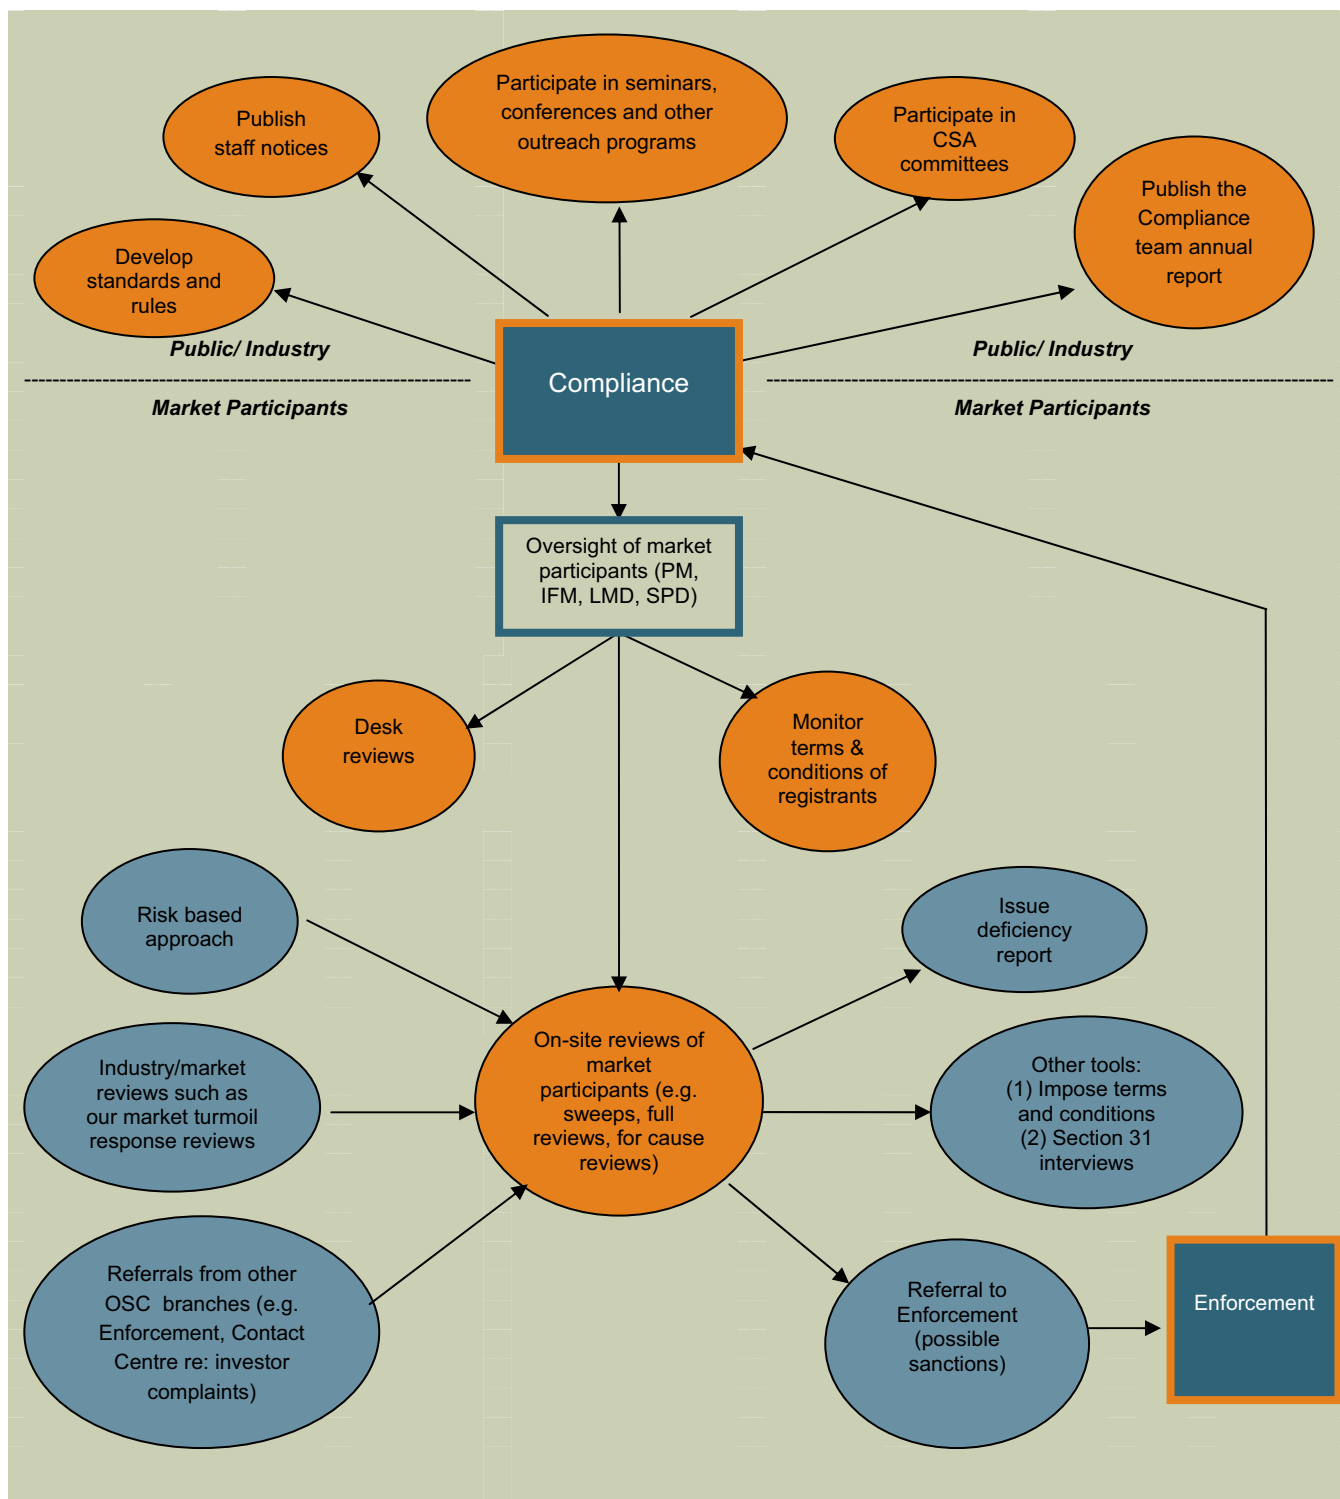 Participate in seminars,
conferences and other
outreach programs
Publish
staff notices
Participate in
CSA
committees
Publish the
Compliance
team annual
report
Develop
standards and
rules
Public/ Industry
Public/ Industry
Compliance
Market Participants
Market Participants
Oversight of market
participants (PM,
IFM, LMD, SPD)
Desk
reviews
Monitor
terms &
conditions of
registrants
Risk based
approach
Issue
deficiency
report
Industry/market
reviews such as
our market turmoil
response reviews
On-site reviews of
market
participants (e.g.
sweeps, full
reviews, for cause
reviews)
Other tools:
(1) Impose terms
and conditions
(2) Section 31
interviews
Referrals from other
OSC  branches (e.g.
Enforcement, Contact
Centre re: investor
complaints)
Referral to
Enforcement
(possible
sanctions)
Enforcement